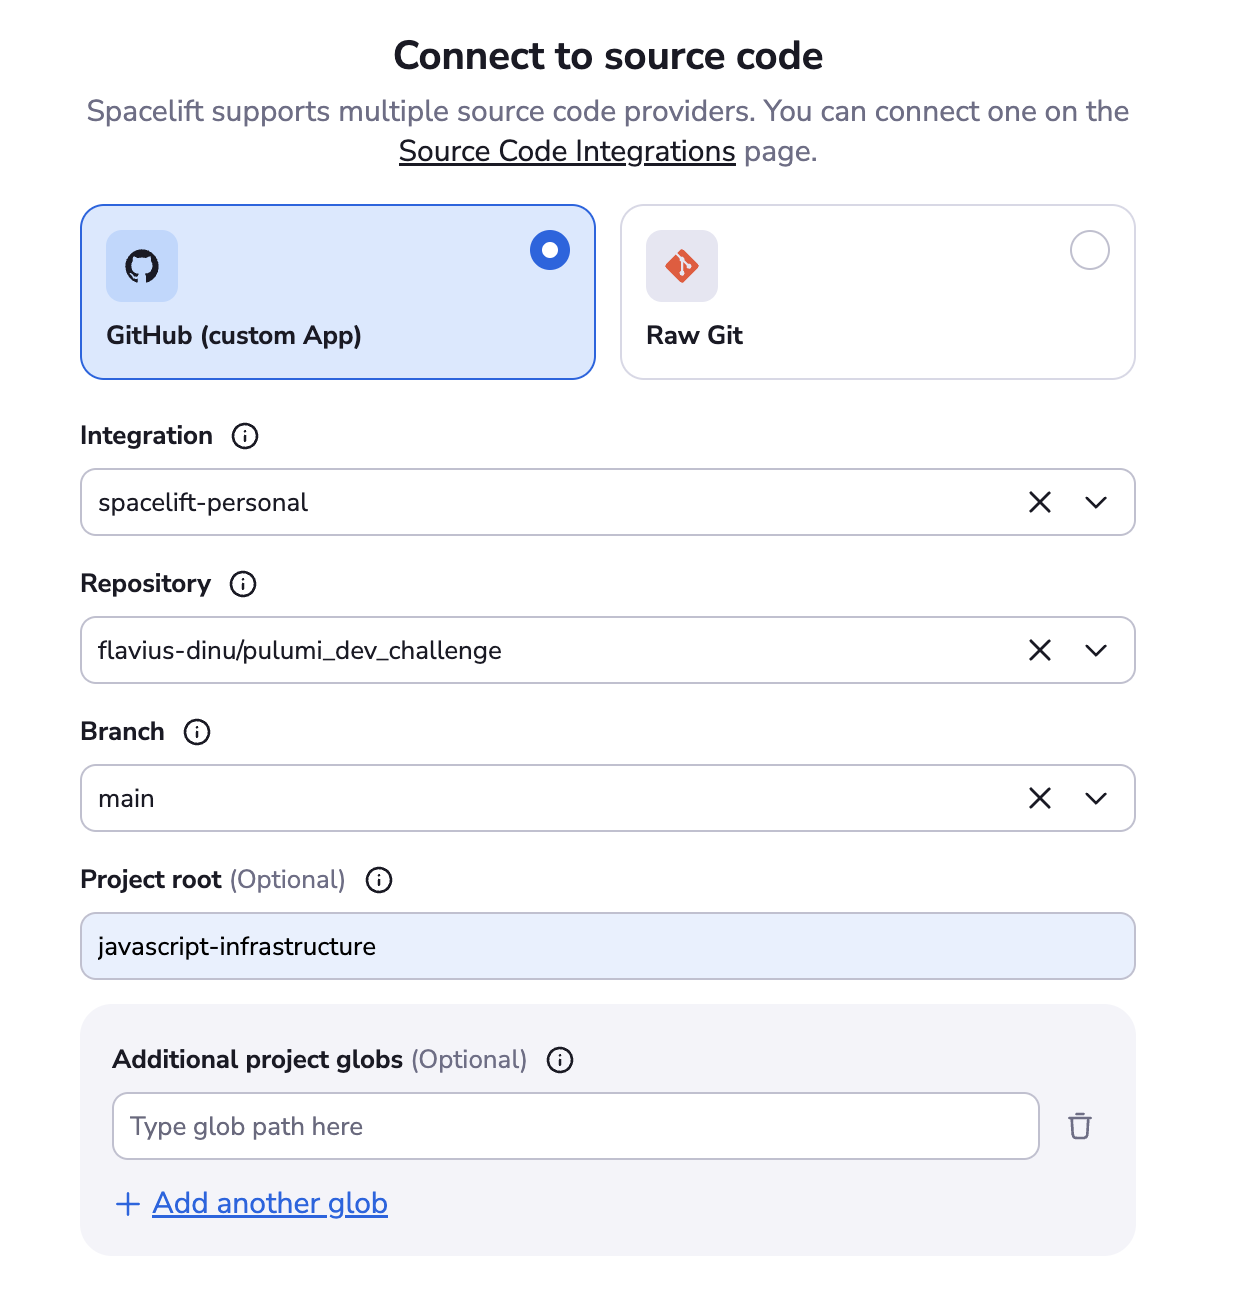 Connect to source code
Spacelift supports multiple source code providers. You can connect one on the
Source Code Integrations page.
GitHub (custom App)
Raw Git
Integration
spacelift-personal
Repository
flavius-dinu/pulumi_dev_challenge
Branch
main
Project root (Optional)
javascript-infrastructure
Additional project globs (Optional)
Type glob path here
Add another glob